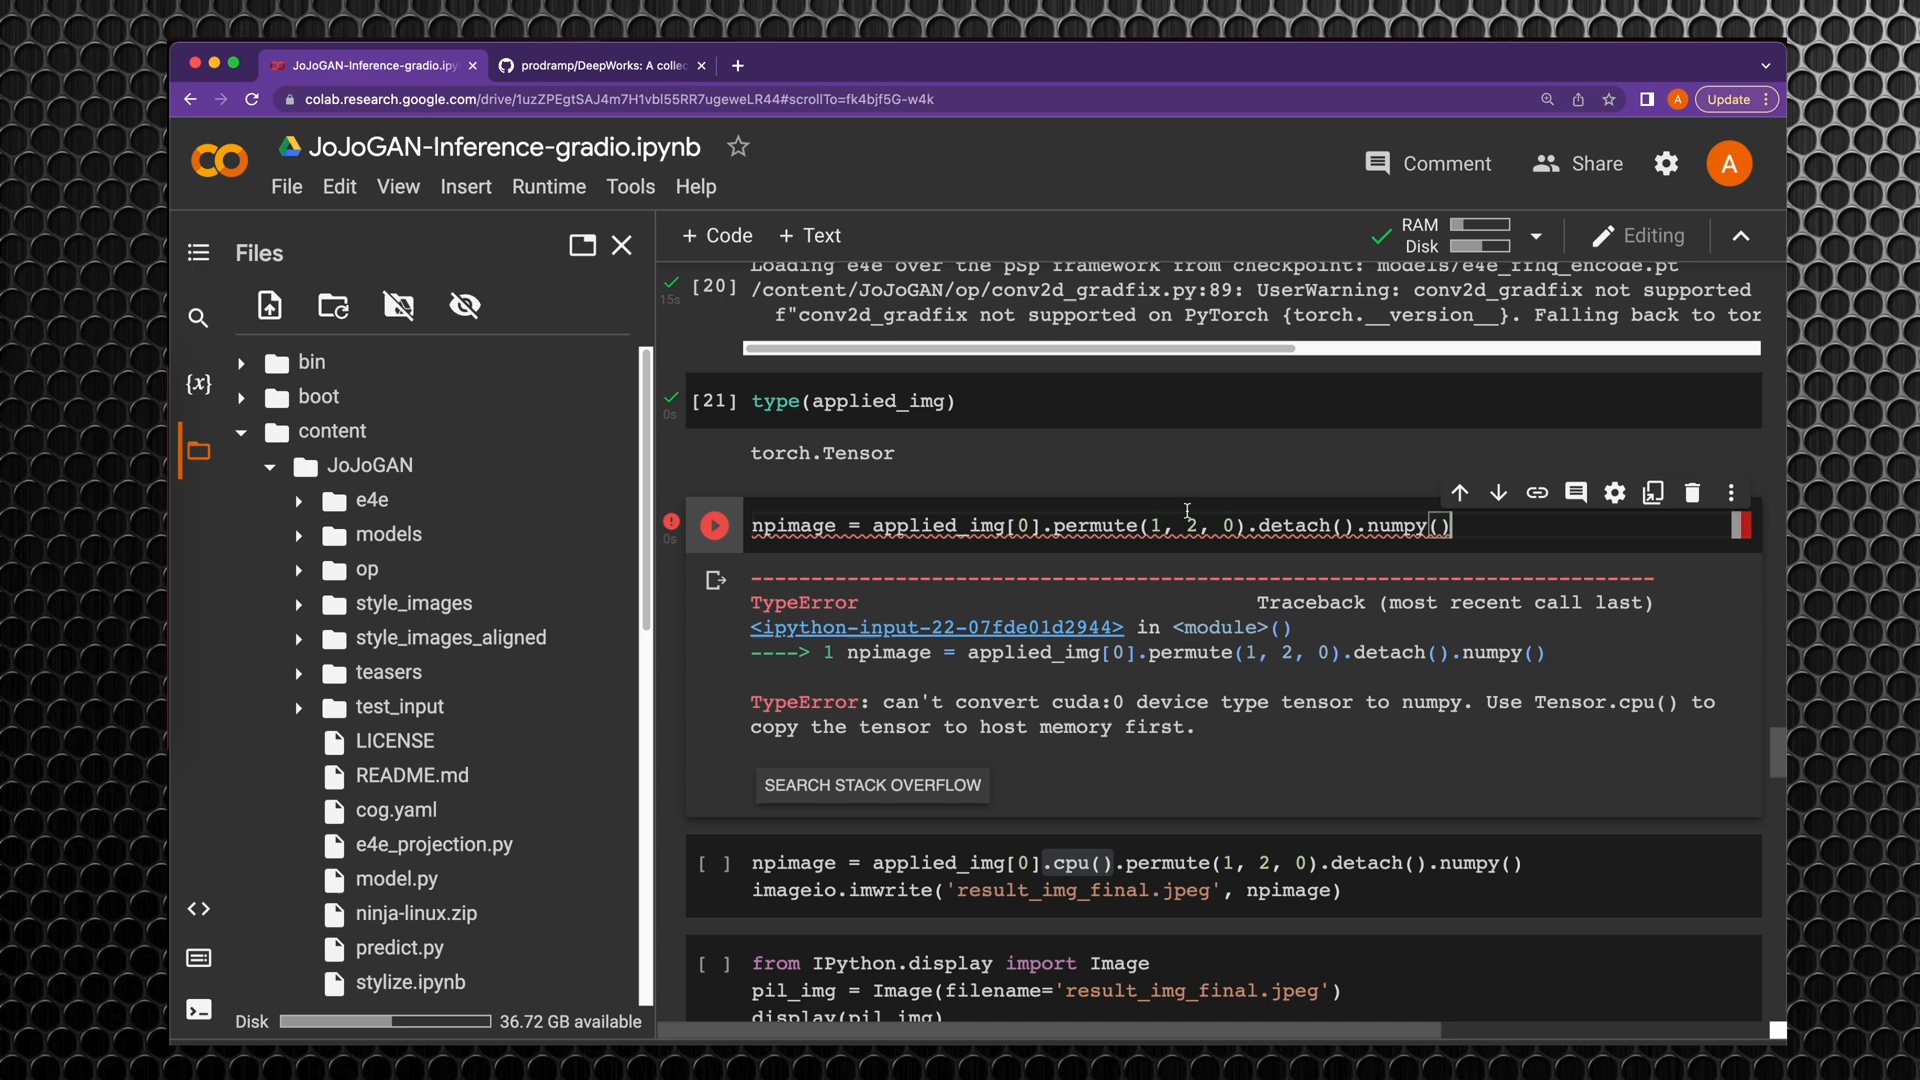 JoJoGAN-Inference-gradio.ipy
prodramp/DeepWorks: A collec
colab.research.google.com/drive/1uzZPEgtSAJ4m7H1vbl55RR7ugeweLR44#scrollTo=fk4bjf5G-w4k
A
Update
JoJoGAN-Inference-gradio.ipynb
Comment
Share
A
File Edit View Insert Runtime Tools Help
Files
+ Code + Text
RAM
Disk
Editing
bin
boot
content
JoJoGAN
e4e
models
op
style_images
style_images_aligned
teasers
test_input
LICENSE
README.md
cog.yaml
e4e_projection.py
model.py
ninja-linux.zip
predict.py
stylize.ipynb
Disk 36.72 GB available
{x}
Loading e4e over the pSp framework from checkpoint: models/e4e_ffhq_encode.pt
15s [20] /content/JoJoGAN/op/conv2d_gradfix.py:89: UserWarning: conv2d_gradfix not supported
f"conv2d_gradfix not supported on PyTorch {torch.__version__}. Falling back to tor
0s [21] type(applied_img)
torch.Tensor
0s npimage = applied_img[0].permute(1, 2, 0).detach().numpy()
---------------------------------------------------------------------------
TypeError Traceback (most recent call last)
<ipython-input-22-07fde01d2944> in <module>()
----> 1 npimage = applied_img[0].permute(1, 2, 0).detach().numpy()
TypeError: can't convert cuda:0 device type tensor to numpy. Use Tensor.cpu() to
copy the tensor to host memory first.
SEARCH STACK OVERFLOW
[ ] npimage = applied_img[0].cpu().permute(1, 2, 0).detach().numpy()
imageio.imwrite('result_img_final.jpeg', npimage)
[ ] from IPython.display import Image
pil_img = Image(filename='result_img_final.jpeg')
display(pil_img)